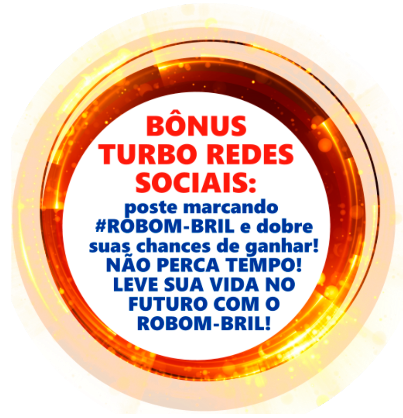 BÔNUS
TURBO REDES
SOCIAIS:
poste marcando
#ROBOM-BRIL e dobre
suas chances de ganhar!
NÃO PERCA TEMPO!
LEVE SUA VIDA NO
FUTURO COM O
ROBOM-BRIL!